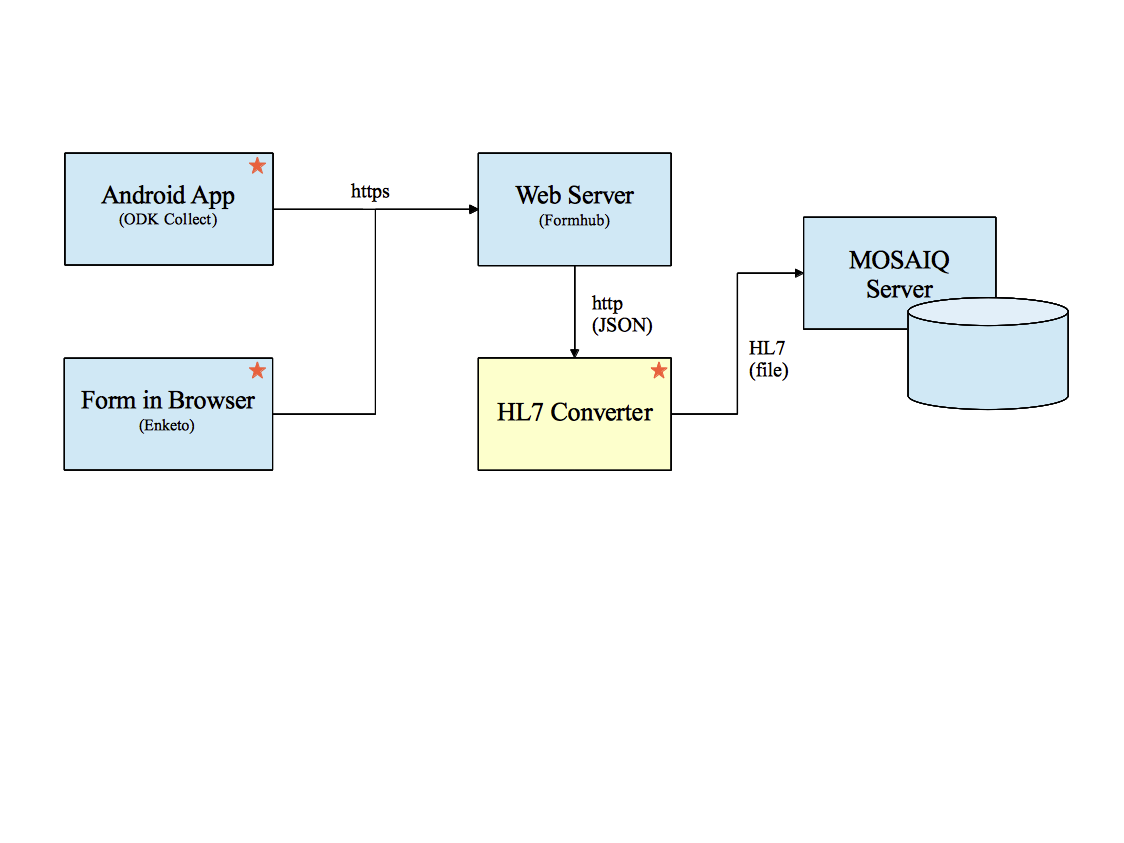 Android App
(ODK Collect)
https
Web Server
(Formhub)
MOSAIQ
Server
http
(JSON)
HL7
(file)
Form in Browser
(Enketo)
HL7 Converter